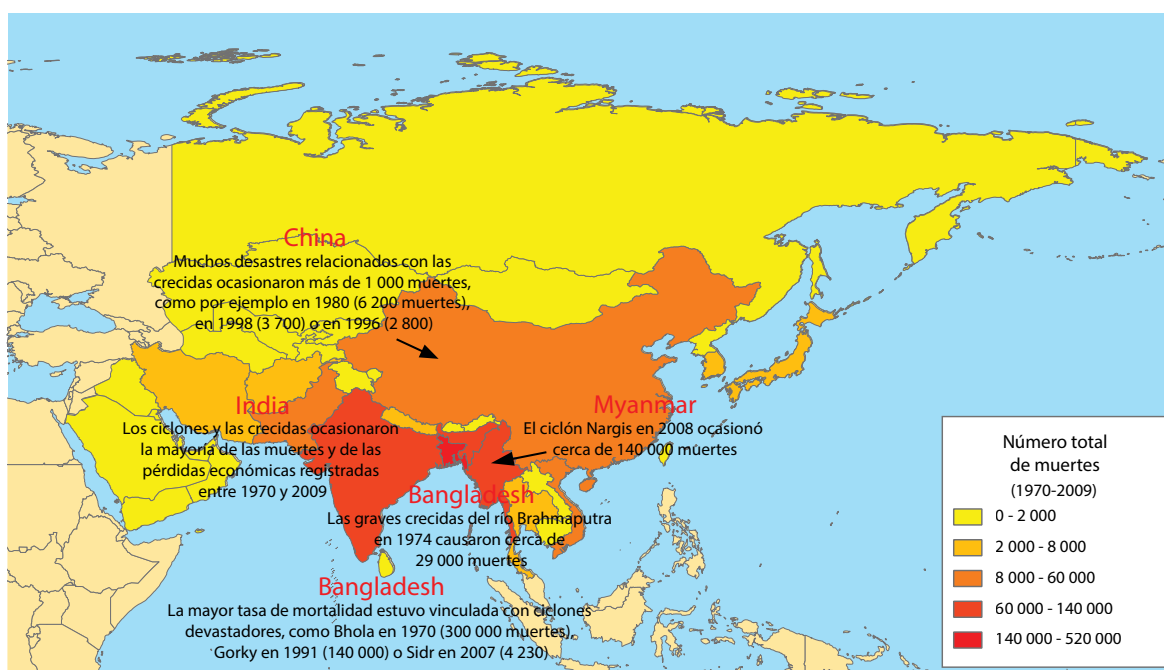 China
Muchos desastres relacionados con las
crecidas ocasionaron más de 1 000 muertes,
como por ejemplo en 1980 (6 200 muertes),
en 1998 (3 700) o en 1996 (2 800)
India
Los ciclones y las crecidas ocasionaron
la mayoría de las muertes y de las
pérdidas económicas registradas
entre 1970 y 2009
Myanmar
El ciclón Nargis en 2008 ocasionó
cerca de 140 000 muertes
Bangladesh
Las graves crecidas del río Brahmaputra
en 1974 causaron cerca de
29 000 muertes
Bangladesh
La mayor tasa de mortalidad estuvo vinculada con ciclones
devastadores, como Bhola en 1970 (300 000 muertes),
Gorky en 1991 (140 000) o Sidr en 2007 (4 230)
Número total
de muertes
(1970-2009)
0 - 2 000
2 000 - 8 000
8 000 - 60 000
60 000 - 140 000
140 000 - 520 000